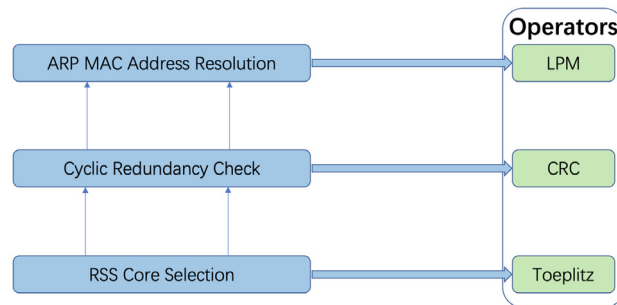 Operators
ARP MAC Address Resolution
LPM
Cyclic Redundancy Check
CRC
RSS Core Selection
Toeplitz